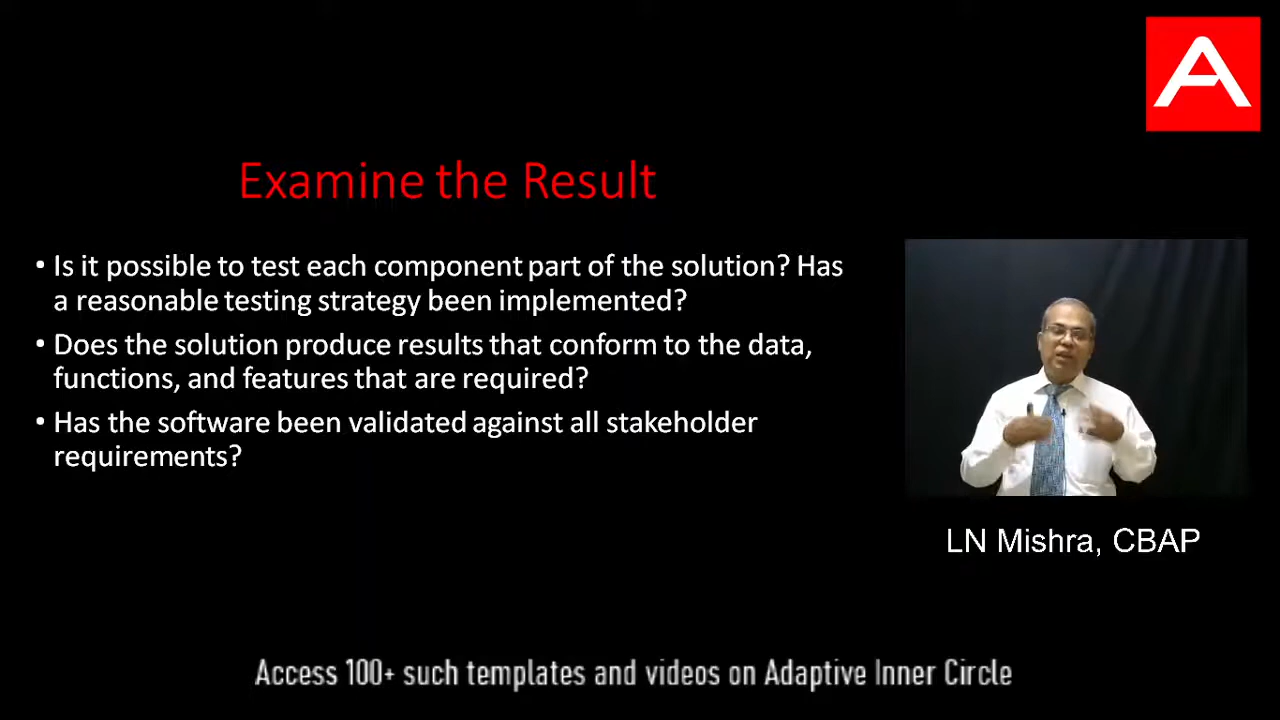 Examine the Result
• Is it possible to test each component part of the solution? Has
a reasonable testing strategy been implemented?
• Does the solution produce results that conform to the data,
functions, and features that are required?
• Has the software been validated against all stakeholder
requirements?
LN Mishra, CBAP
Access 100+ such templates and videos on Adaptive Inner Circle